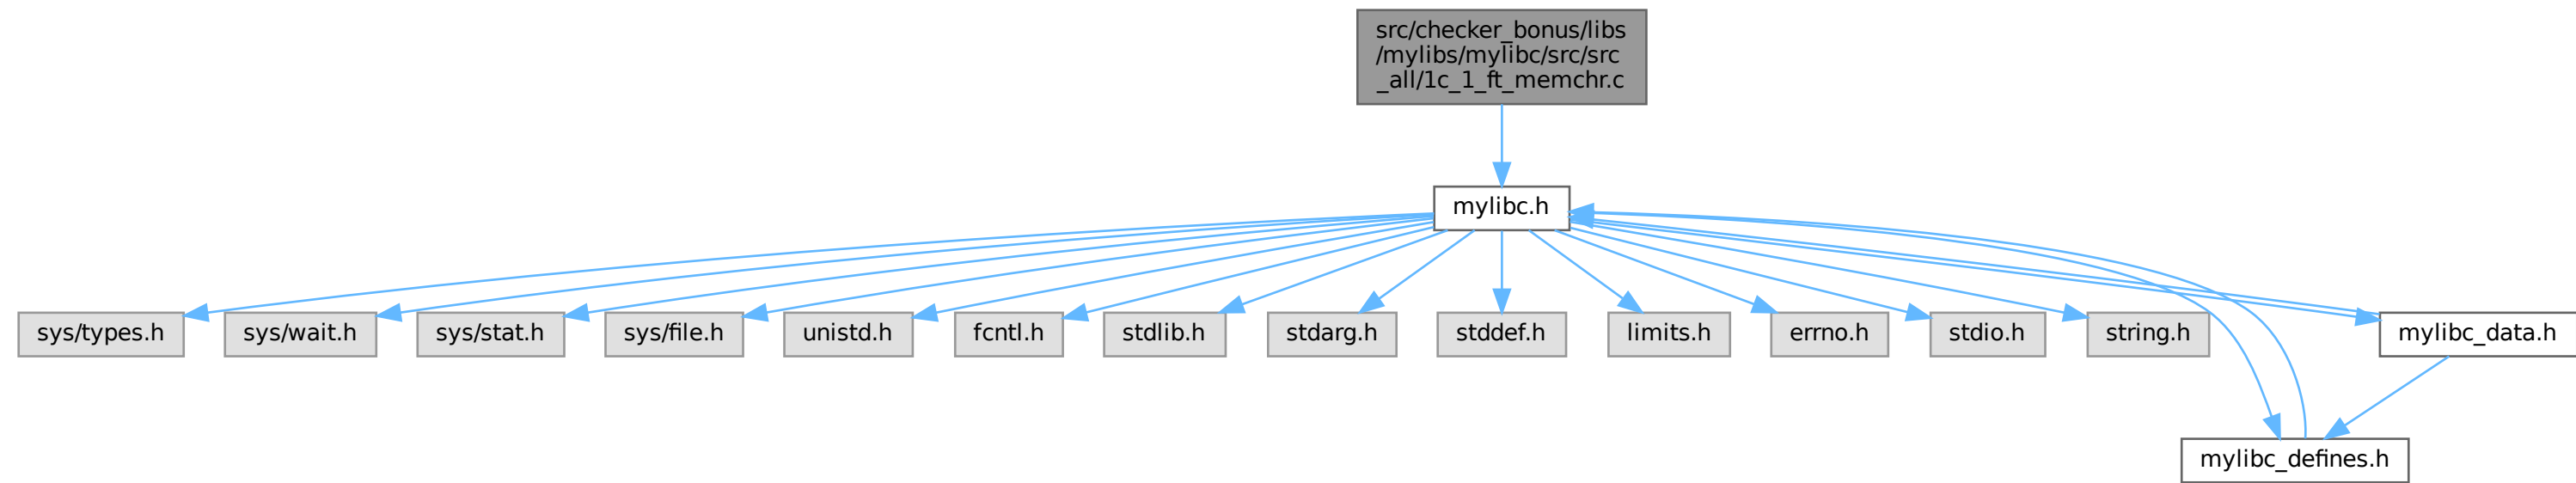 src/checker_bonus/libs
/mylibs/mylibc/src/src
_all/1c_1_ft_memchr.c
mylibc.h
sys/types.h
sys/wait.h
sys/stat.h
sys/file.h
unistd.h
fcntl.h
stdlib.h
stdarg.h
stddef.h
limits.h
errno.h
stdio.h
string.h
mylibc_data.h
mylibc_defines.h